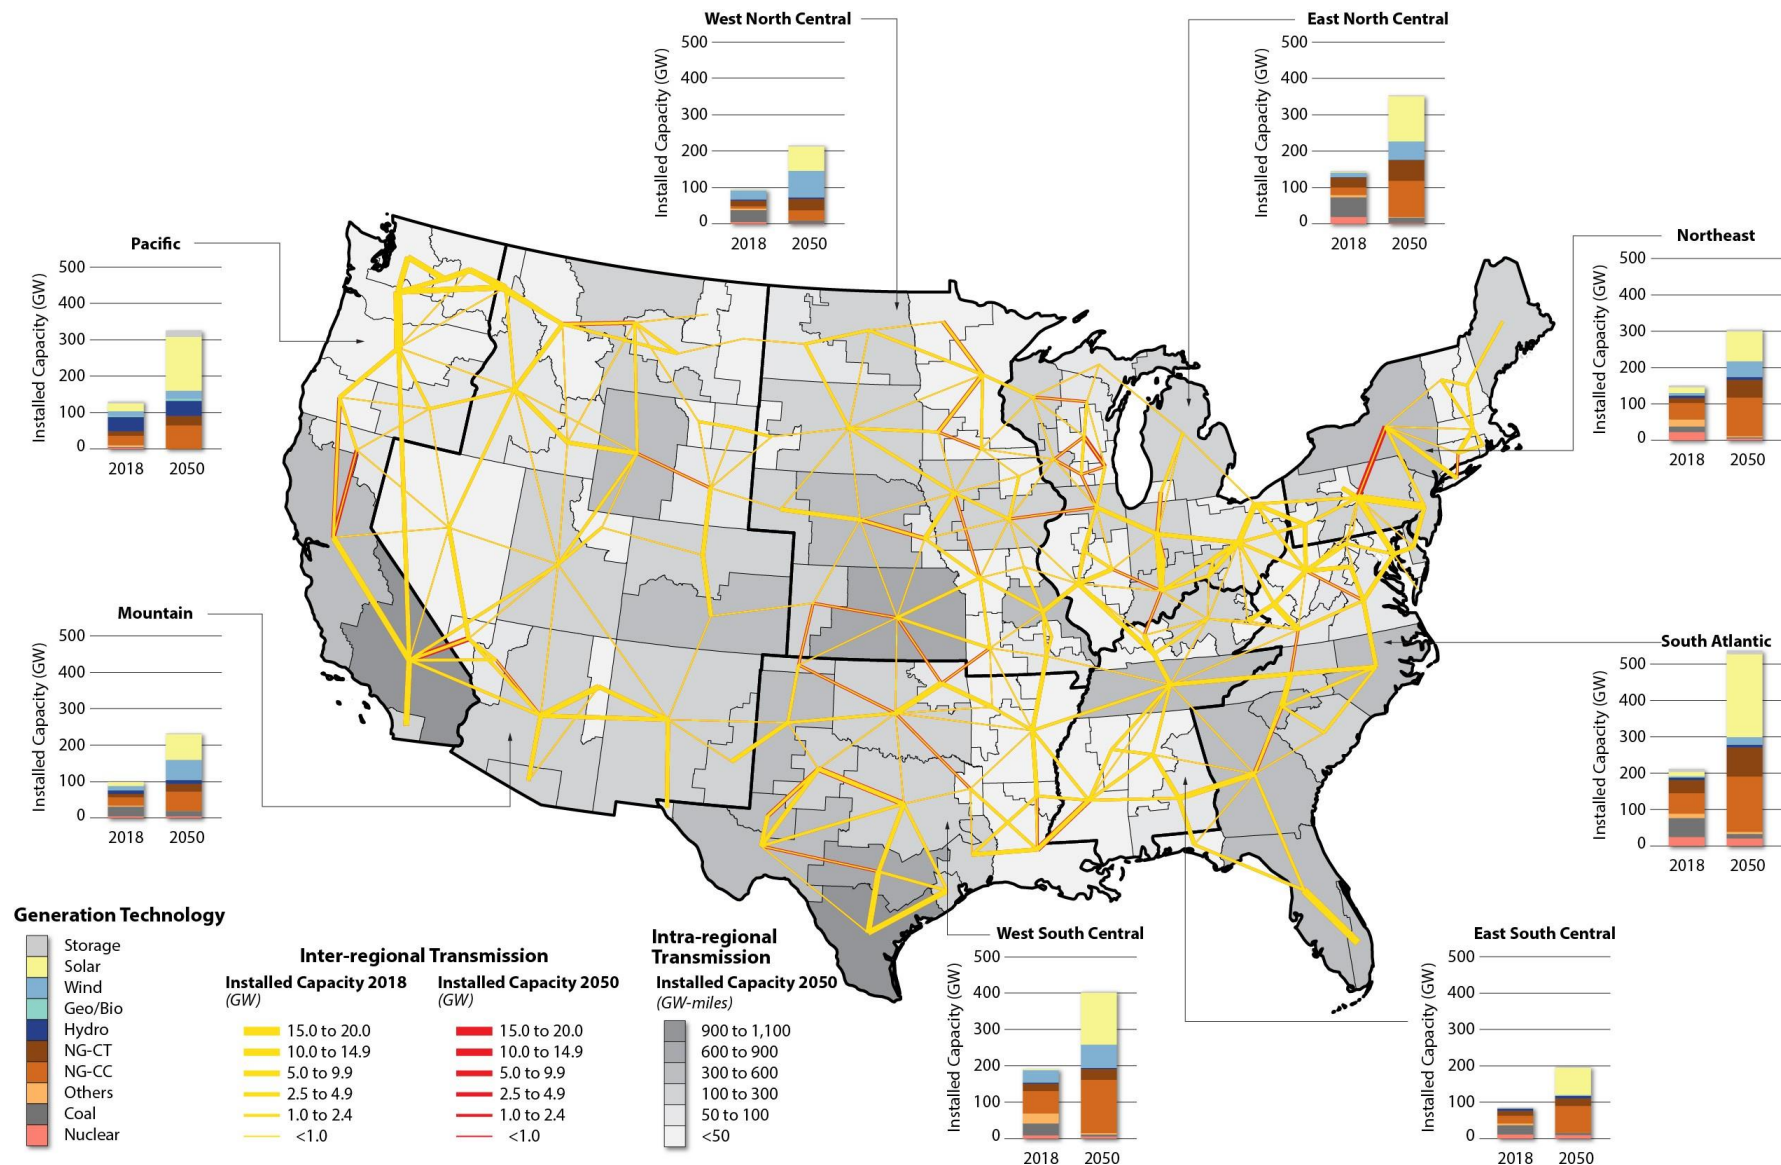 West North Central
Installed Capacity (GW)
500
400
300
200
100
0
2018 2050
East North Central
Installed Capacity (GW)
500
400
300
200
100
0
2018 2050
Pacific
Installed Capacity (GW)
500
400
300
200
100
0
2018 2050
Northeast
Installed Capacity (GW)
500
400
300
200
100
0
2018 2050
Mountain
Installed Capacity (GW)
500
400
300
200
100
0
2018 2050
South Atlantic
Installed Capacity (GW)
500
400
300
200
100
0
2018 2050
West South Central
Installed Capacity (GW)
500
400
300
200
100
0
2018 2050
East South Central
Installed Capacity (GW)
500
400
300
200
100
0
2018 2050
Generation Technology
Storage
Solar
Wind
Geo/Bio
Hydro
NG-CT
NG-CC
Others
Coal
Nuclear
Inter-regional Transmission
Installed Capacity 2018
(GW)
15.0 to 20.0
10.0 to 14.9
5.0 to 9.9
2.5 to 4.9
1.0 to 2.4
<1.0
Installed Capacity 2050
(GW)
15.0 to 20.0
10.0 to 14.9
5.0 to 9.9
2.5 to 4.9
1.0 to 2.4
<1.0
Intra-regional
Transmission
Installed Capacity 2050
(GW-miles)
900 to 1,100
600 to 900
300 to 600
100 to 300
50 to 100
<50